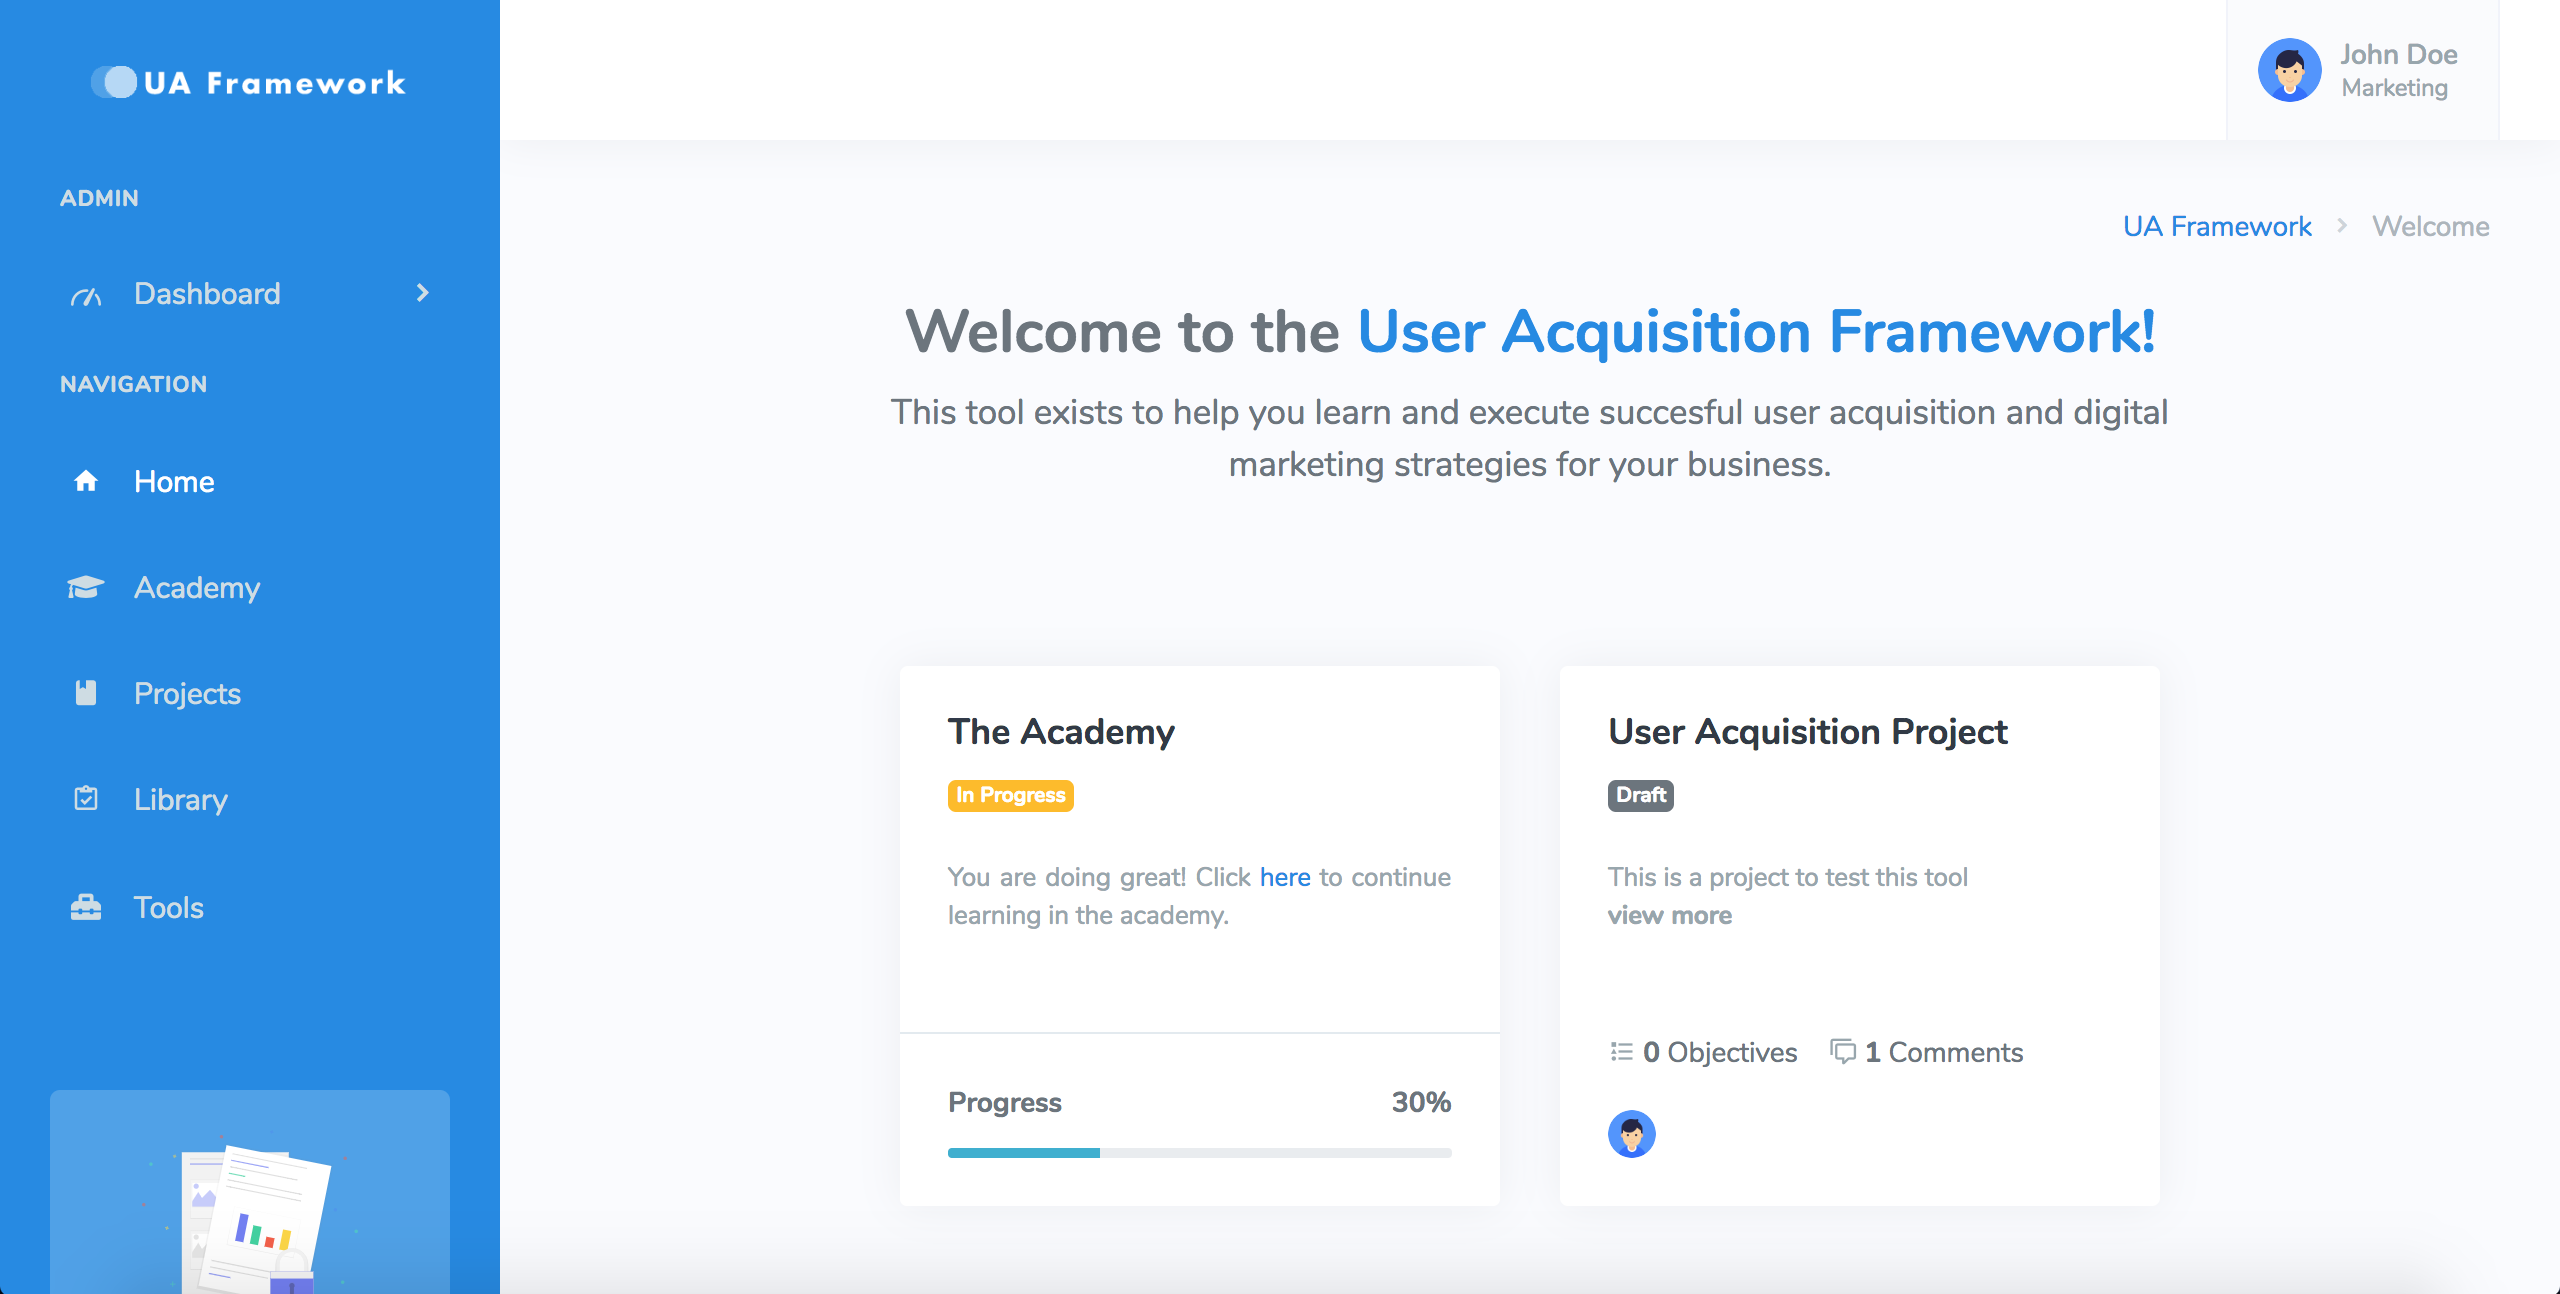 UA Framework
ADMIN
Dashboard
NAVIGATION
Home
Academy
Projects
Library
Tools
John Doe
Marketing
UA Framework > Welcome
Welcome to the User Acquisition Framework!
This tool exists to help you learn and execute succesful user acquisition and digital
marketing strategies for your business.
The Academy
In Progress
You are doing great! Click here to continue
learning in the academy.
Progress 30%
User Acquisition Project
Draft
This is a project to test this tool
view more
0 Objectives 1 Comments